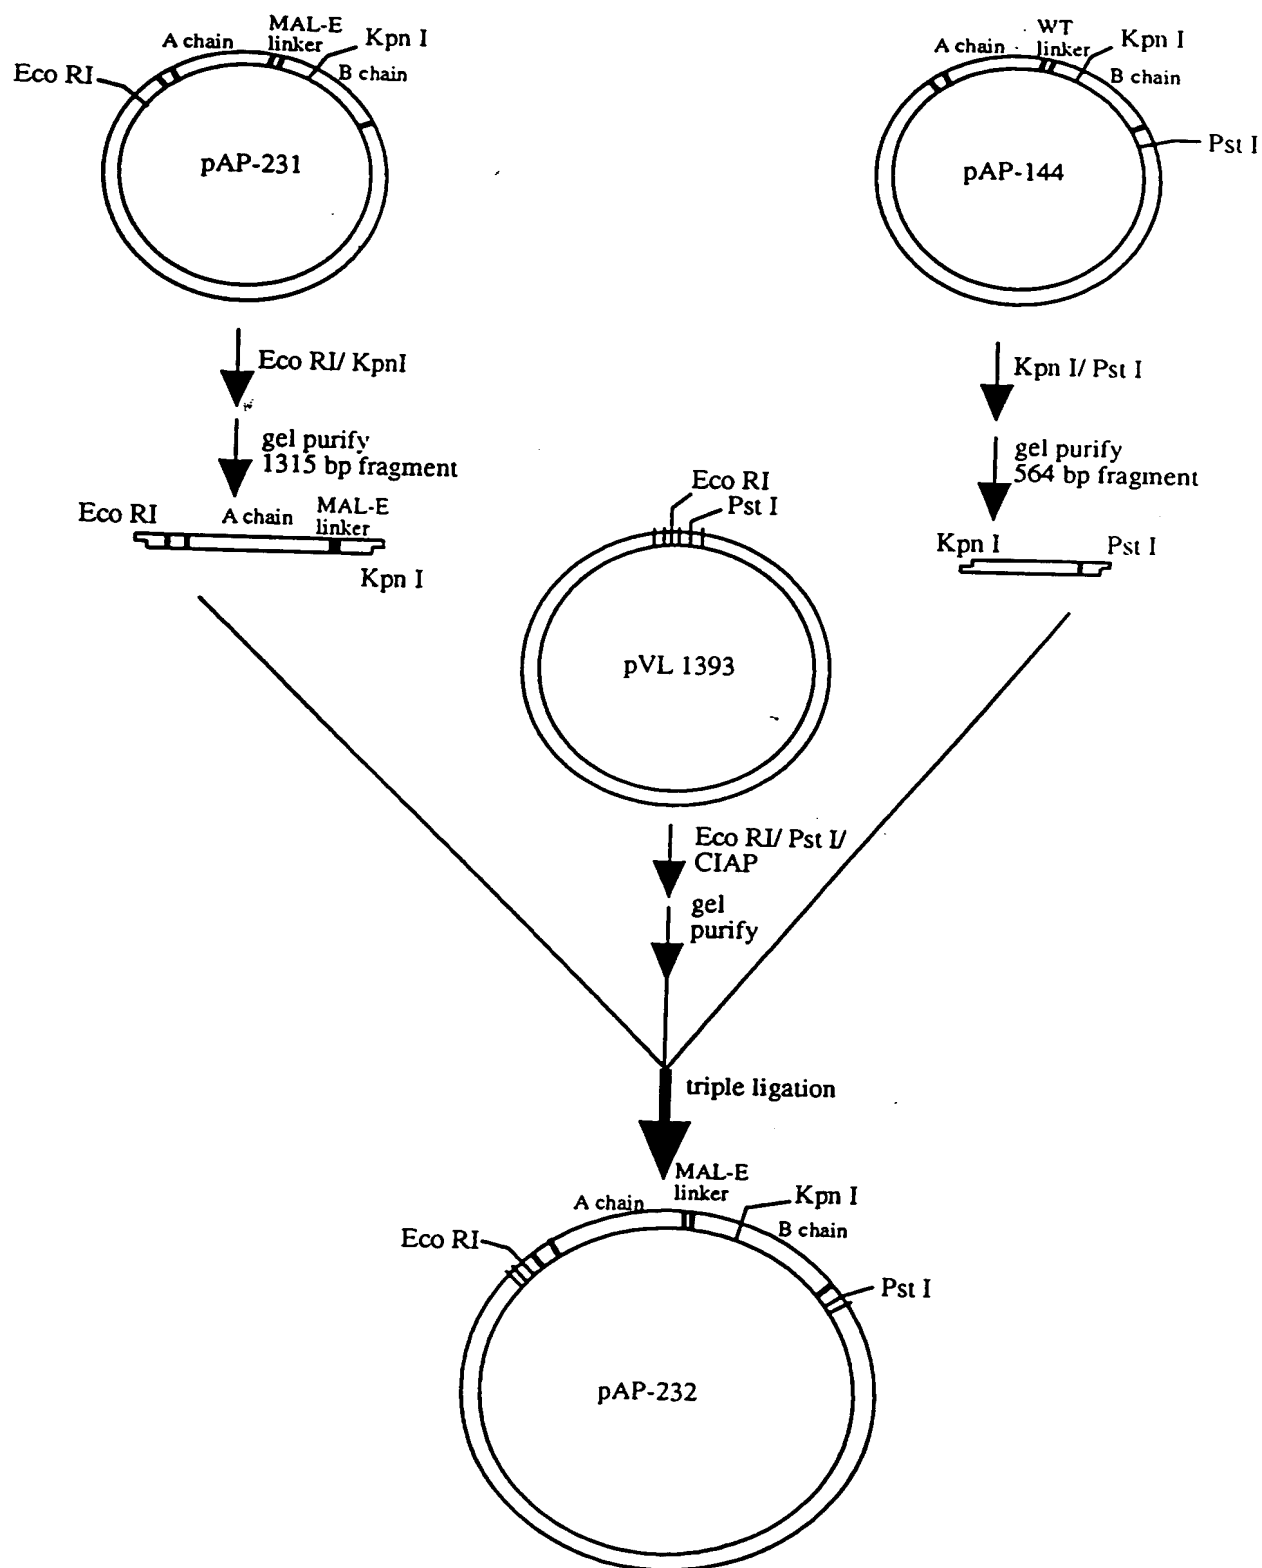 A chain
MAL-E
linker
Kpn I
Eco RI
B chain
pAP-231
A chain
WT
linker
Kpn I
B chain
Pst I
pAP-144
Eco RI/ KpnI
gel purify
1315 bp fragment
Eco RI
A chain
MAL-E
linker
Kpn I
Kpn I/ Pst I
gel purify
564 bp fragment
Kpn I
Pst I
Eco RI
Pst I
pVL 1393
Eco RI/ Pst I/
CIAP
gel
purify
triple ligation
MAL-E
linker
A chain
Kpn I
B chain
Eco RI
Pst I
pAP-232